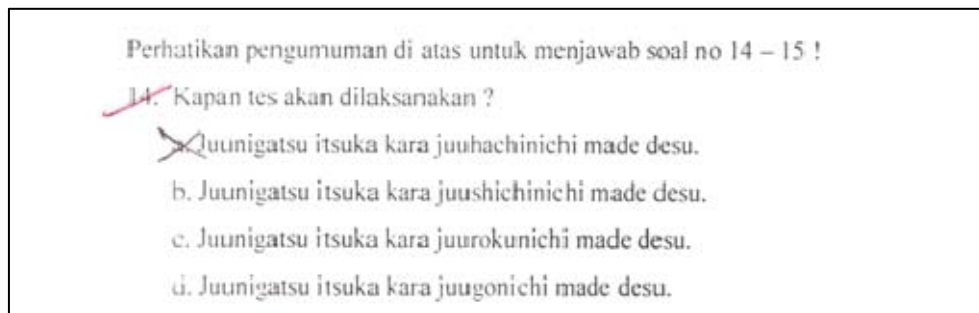 Perhatikan pengumuman di atas untuk menjawab soal no 14 – 15 !
14. Kapan tes akan dilaksanakan ?
a. Juunigatsu itsuka kara juuhachinichi made desu.
b. Juunigatsu itsuka kara juushichinichi made desu.
c. Juunigatsu itsuka kara juurokunichi made desu.
d. Juunigatsu itsuka kara juugonichi made desu.